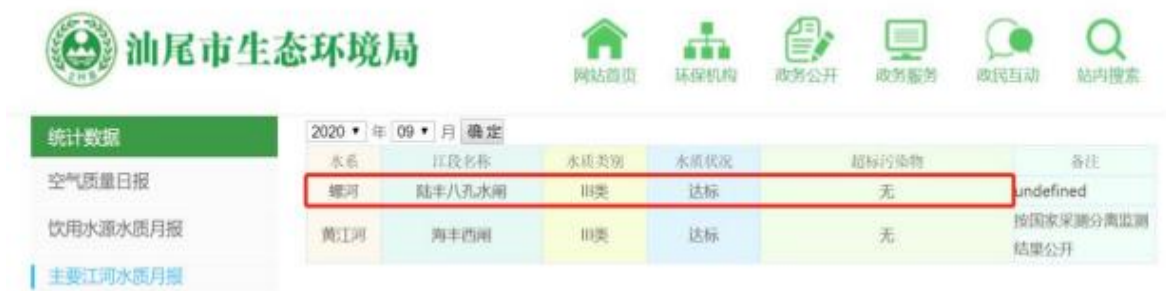 汕尾市生态环境局
网站首页 环保机构 政务公开 政务服务 政民互动 站内搜索
统计数据
空气质量日报
饮用水源水质月报
主要江河水质月报
2020 年 09 月 确定
水系 江段名称 水质类别 水质状况 超标污染物 备注
螺河 陆丰八孔水闸 III类 达标 无 undefined
黄江河 海丰西闸 III类 达标 无 按国家采测分离监测
结果公开